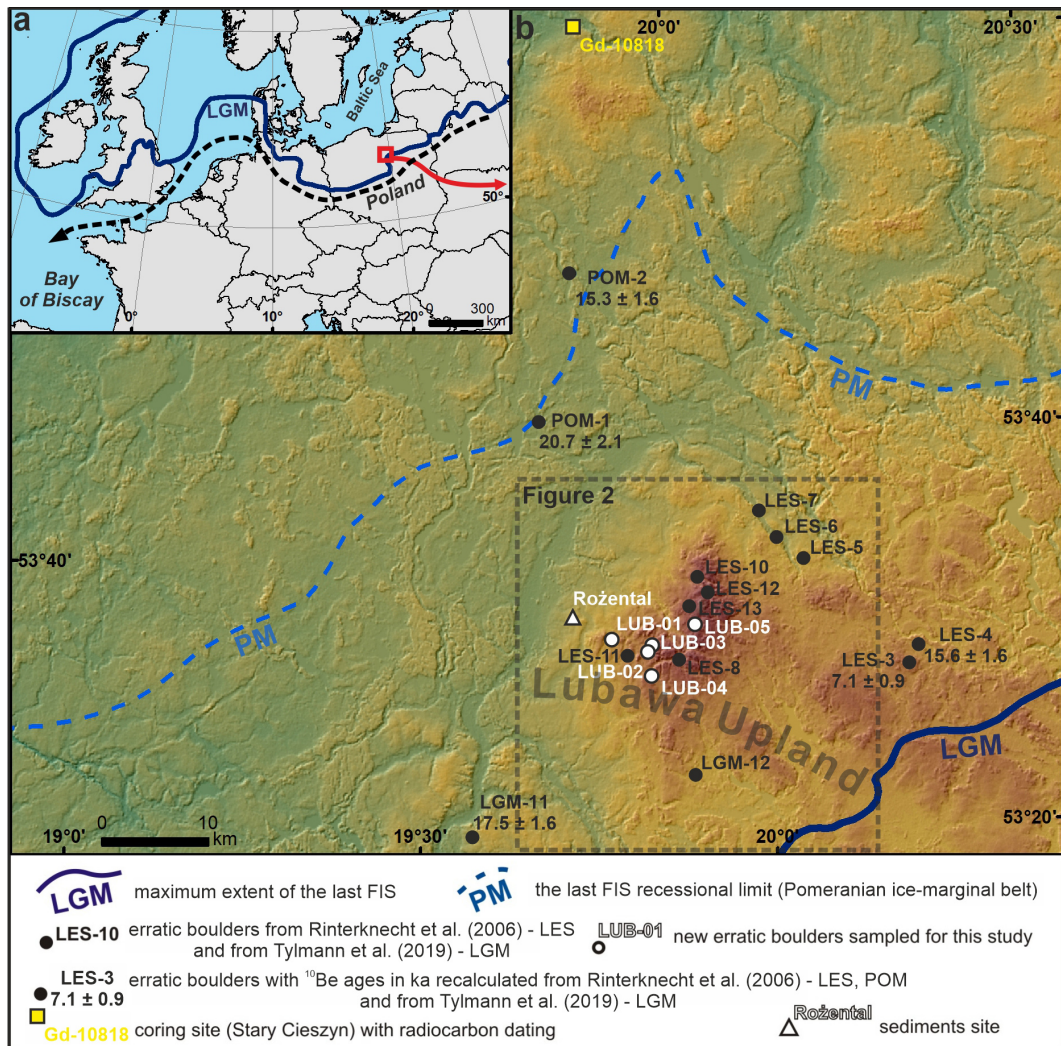 a
LGM
Baltic Sea
Poland
50°
Bay
of Biscay
0°
10°
20°
0
300
km
b
20°0'
20°30'
Gd-10818
POM-2
15.3 ± 1.6
PM
POM-1
20.7 ± 2.1
53°40'
Figure 2
LES-7
LES-6
LES-5
53°40'
LES-10
LES-12
LES-13
Rożental
LUB-01
LUB-05
LUB-03
LES-11
LES-8
LUB-02
LUB-04
LES-4
15.6 ± 1.6
LES-3
7.1 ± 0.9
PM
Lubawa Upland
LGM
LGM-12
LGM-11
17.5 ± 1.6
53°20'
19°0'
0
10
km
19°30'
20°0'
LGM maximum extent of the last FIS
PM the last FIS recessional limit (Pomeranian ice-marginal belt)
LES-10 erratic boulders from Rinterknecht et al. (2006) - LES
and from Tylmann et al. (2019) - LGM
LUB-01 new erratic boulders sampled for this study
LES-3 erratic boulders with ¹⁰Be ages in ka recalculated from Rinterknecht et al. (2006) - LES, POM
7.1 ± 0.9 and from Tylmann et al. (2019) - LGM
Gd-10818 coring site (Stary Cieszyn) with radiocarbon dating
Rożental sediments site